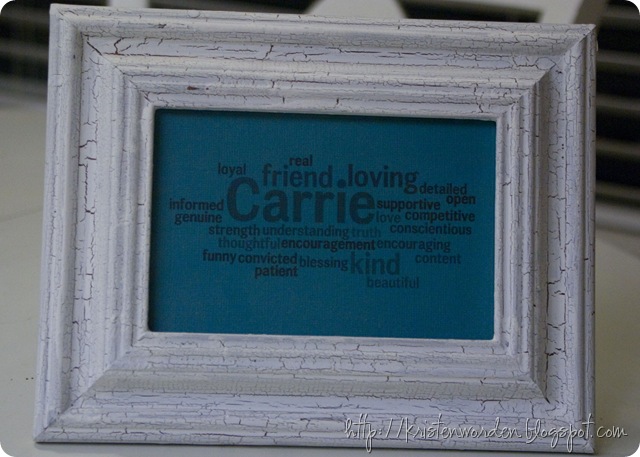 real
loyal friend loving detailed
informed Carrie supportive open
genuine love competitive
strength understanding truth conscientious
thoughtful encouragement encouraging
funny convicted blessing kind content
patient beautiful
http://kristenworden.blogspot.com